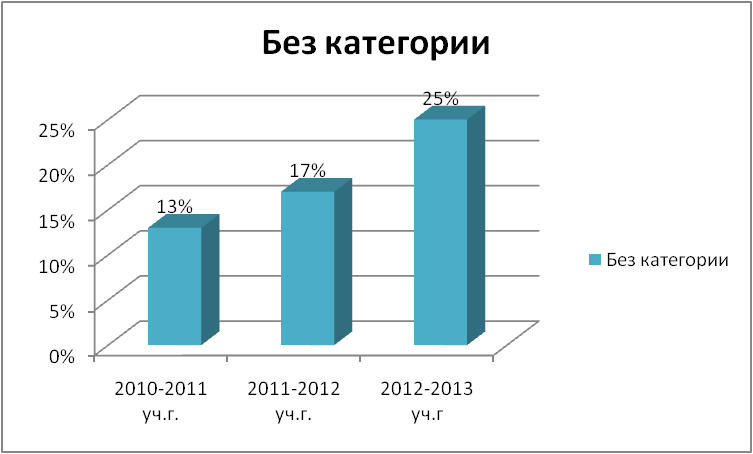 Без категории
25%
25%
20%
17%
15%
13%
10%
5%
0%
Без категории
2010-2011
уч.г.
2011-2012
уч.г.
2012-2013
уч.г